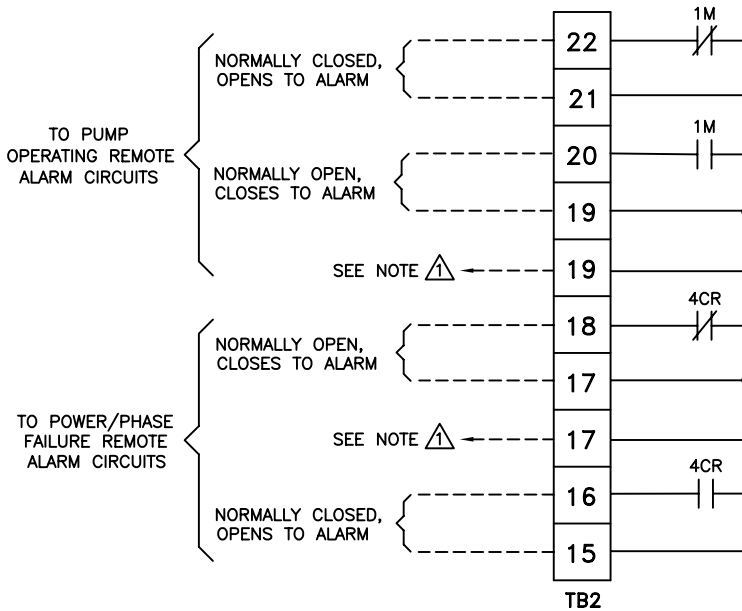 1M
22
NORMALLY CLOSED,
OPENS TO ALARM
21
TO PUMP
OPERATING REMOTE
ALARM CIRCUITS
1M
20
NORMALLY OPEN,
CLOSES TO ALARM
19
SEE NOTE 1
19
4CR
18
NORMALLY OPEN,
CLOSES TO ALARM
17
TO POWER/PHASE
FAILURE REMOTE
ALARM CIRCUITS
SEE NOTE 1
17
4CR
16
NORMALLY CLOSED,
OPENS TO ALARM
15
TB2